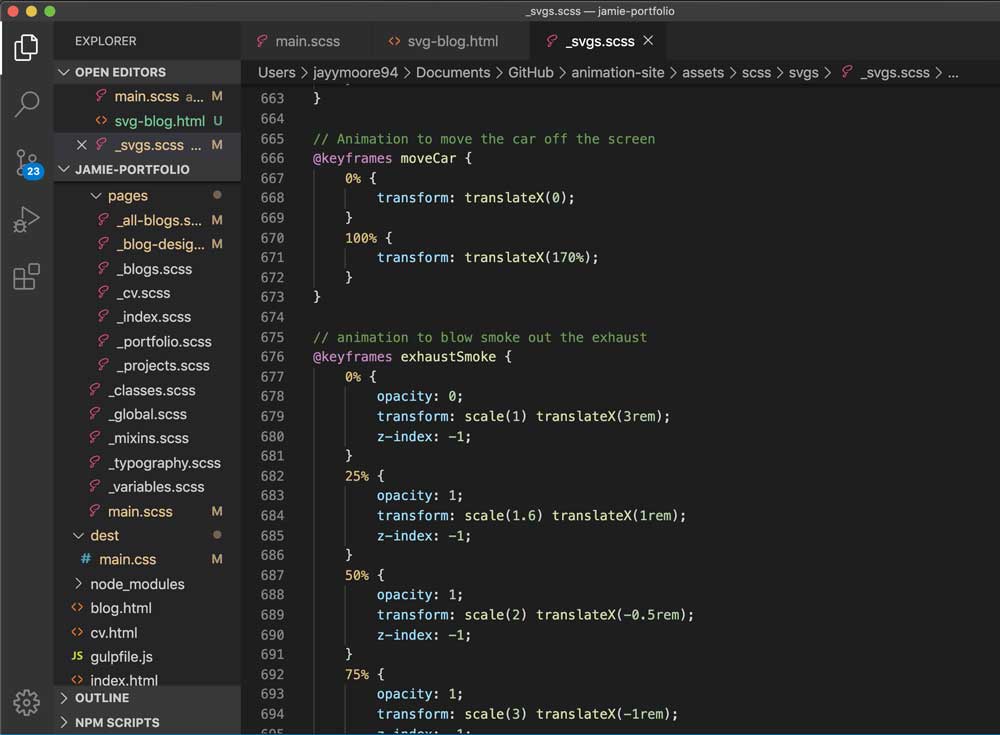 _svgs.scss — jamie-portfolio
EXPLORER
OPEN EDITORS
main.scss a... M
svg-blog.html U
_svgs.scss ... M
23
JAMIE-PORTFOLIO
pages
_all-blogs.s... M
_blog-desig... M
_blogs.scss
_cv.scss
_index.scss
_portfolio.scss
_projects.scss
_classes.scss
_global.scss
_mixins.scss
_typography.scss
_variables.scss
main.scss M
dest
# main.css M
node_modules
<> blog.html
<> cv.html
JS gulpfile.js
<> index.html
OUTLINE
NPM SCRIPTS
main.scss <> svg-blog.html _svgs.scss ×
Users > jayymoore94 > Documents > GitHub > animation-site > assets > scss > svgs > _svgs.scss > ...
663 }
664
665 // Animation to move the car off the screen
666 @keyframes moveCar {
667 0% {
668 transform: translateX(0);
669 }
670 100% {
671 transform: translateX(170%);
672 }
673 }
674
675 // animation to blow smoke out the exhaust
676 @keyframes exhaustSmoke {
677 0% {
678 opacity: 0;
679 transform: scale(1) translateX(3rem);
680 z-index: -1;
681 }
682 25% {
683 opacity: 1;
684 transform: scale(1.6) translateX(1rem);
685 z-index: -1;
686 }
687 50% {
688 opacity: 1;
689 transform: scale(2) translateX(-0.5rem);
690 z-index: -1;
691 }
692 75% {
693 opacity: 1;
694 transform: scale(3) translateX(-1rem);